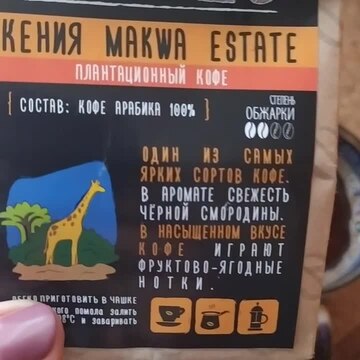 КЕНИЯ MAKWA ESTATE
ПЛАНТАЦИОННЫЙ КОФЕ
{ СОСТАВ: КОФЕ АРАБИКА 100% }
СТЕПЕНЬ
ОБЖАРКИ
ОДИН ИЗ САМЫХ
ЯРКИХ СОРТОВ КОФЕ.
В АРОМАТЕ СВЕЖЕСТЬ
ЧЁРНОЙ СМОРОДИНЫ.
В НАСЫЩЕННОМ ВКУСЕ
КОФЕ ИГРАЮТ
ФРУКТОВО-ЯГОДНЫЕ
НОТКИ.
ЛЕГКО ПРИГОТОВИТЬ В ЧАШКЕ
помола залить
и заваривать